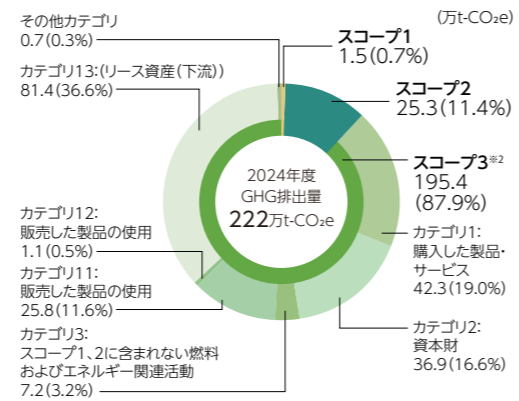 (万t-CO₂e)
その他カテゴリ
0.7(0.3%)
スコープ1
1.5(0.7%)
カテゴリ13:(リース資産(下流))
81.4(36.6%)
スコープ2
25.3(11.4%)
スコープ3※2
195.4
(87.9%)
2024年度
GHG排出量
222万t-CO₂e
カテゴリ1:
購入した製品・
サービス
42.3(19.0%)
カテゴリ12:
販売した製品の使用
1.1(0.5%)
カテゴリ11:
販売した製品の使用
25.8(11.6%)
カテゴリ2:
資本財
36.9(16.6%)
カテゴリ3:
スコープ1、2に含まれない燃料
およびエネルギー関連活動
7.2(3.2%)